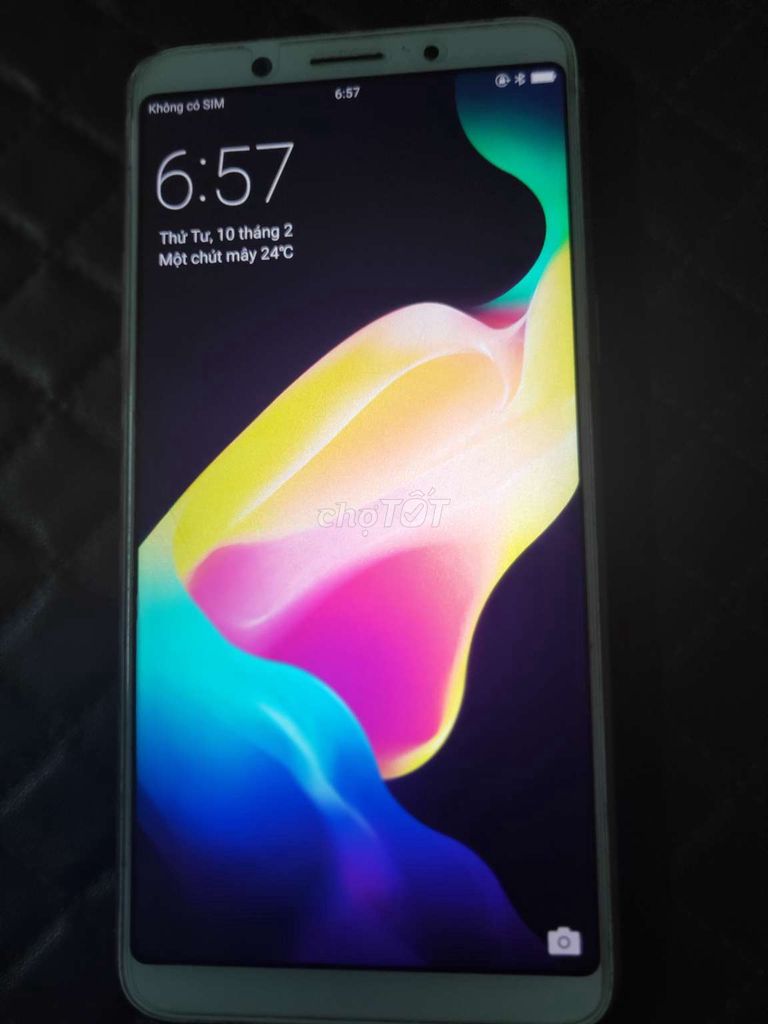 Không có SIM
6:57
6:57
Thứ Tư, 10 tháng 2
Một chút mây 24°C
chợTỐT